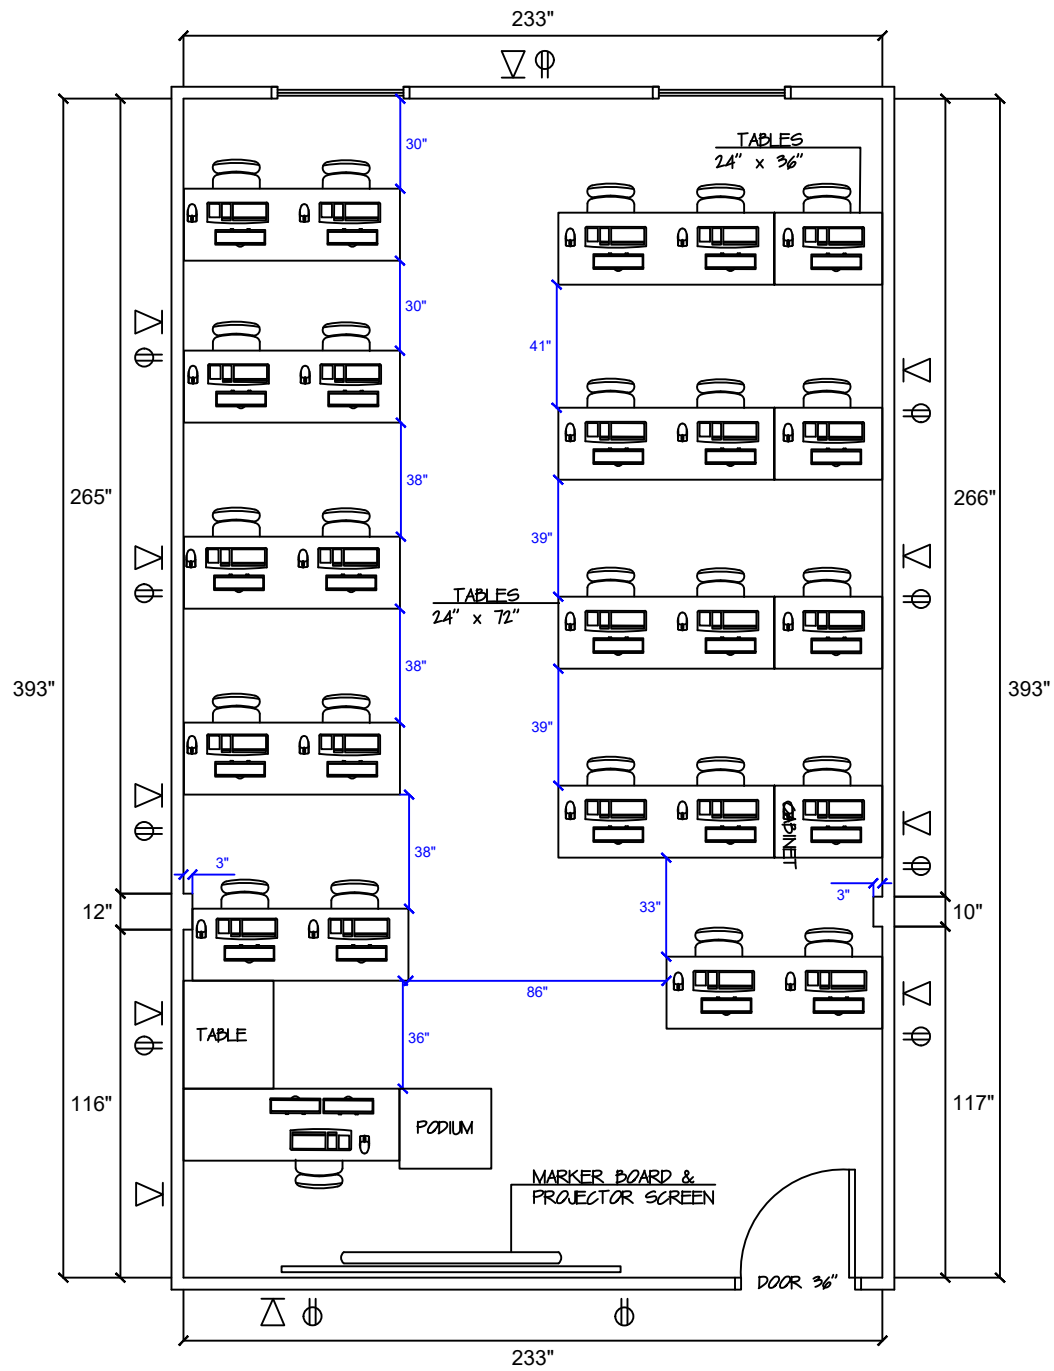 233"
30"
TABLES
24" x 36"
30"
41"
265"
38"
266"
39"
TABLES
24" x 72"
38"
393"
393"
39"
CABINET
38"
3"
3"
12"
33"
10"
86"
TABLE
36"
116"
117"
PODIUM
MARKER BOARD &
PROJECTOR SCREEN
DOOR 36"
233"